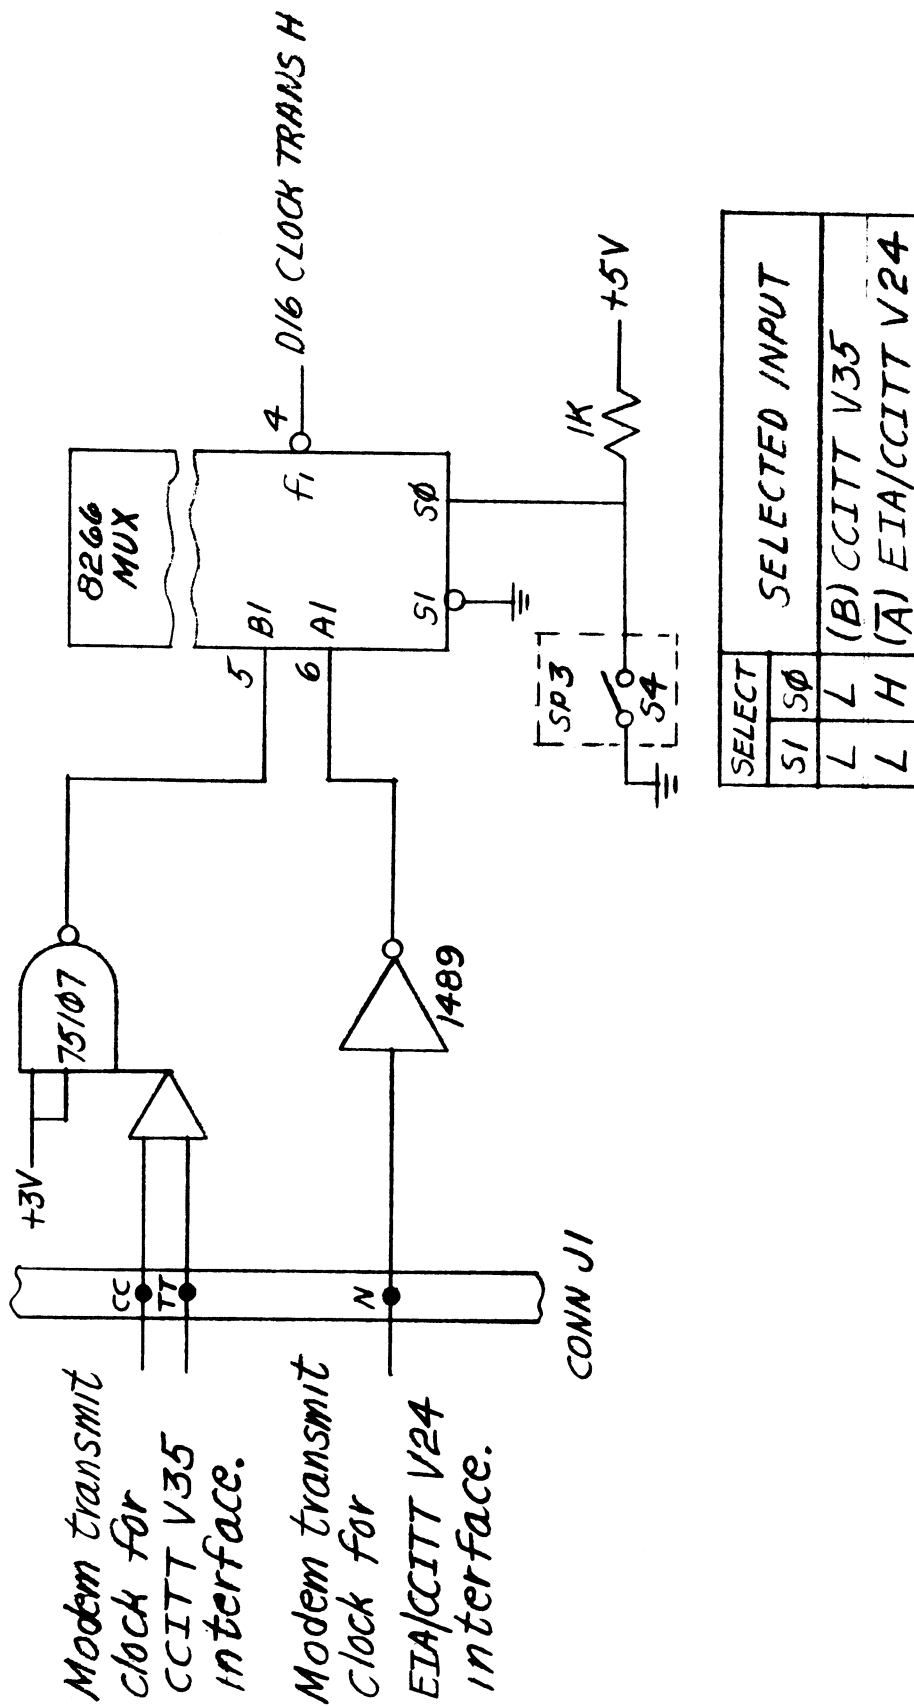 Modem transmit
clock for
CCITT V35
interface.
Modem transmit
clock for
EIA/CCITT V24
interface.
CONN J1
CC
TT
N
+3V
75107
1489
5
6
8266
MUX
B1
A1
f1
S1
SØ
4
D16 CLOCK TRANS H
SP3
S4
1K
+5V
SELECT
SELECTED INPUT
S1 SØ
L L (B) CCITT V35
L H (A̅) EIA/CCITT V24